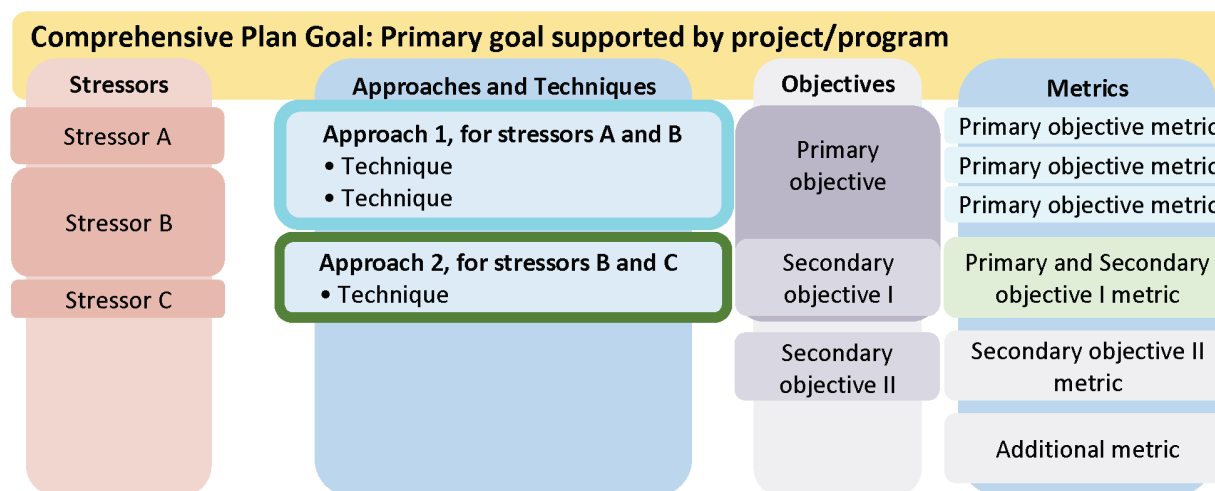 Comprehensive Plan Goal: Primary goal supported by project/program
Stressors
Stressor A
Stressor B
Stressor C
Approaches and Techniques
Approach 1, for stressors A and B
• Technique
• Technique
Approach 2, for stressors B and C
• Technique
Objectives
Primary
objective
Secondary
objective I
Secondary
objective II
Metrics
Primary objective metric
Primary objective metric
Primary objective metric
Primary and Secondary
objective I metric
Secondary objective II
metric
Additional metric